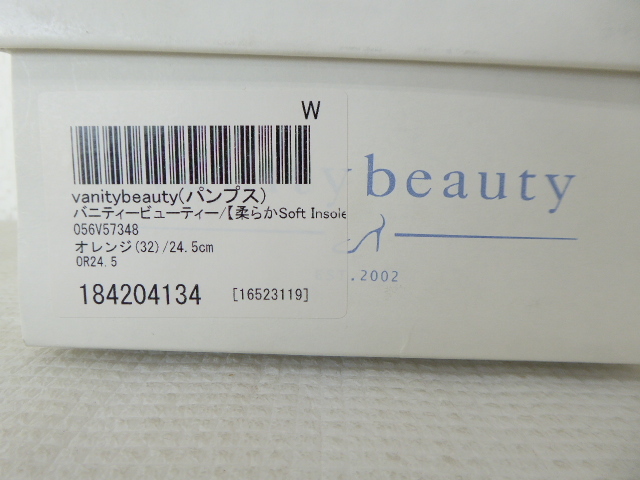 W
vanitybeauty(パンプス)
バニティービューティー/【柔らかSoft Insole
056V57348
オレンジ(32)/24.5cm
OR24.5
184204134 [16523119]
ybeauty
. 2002